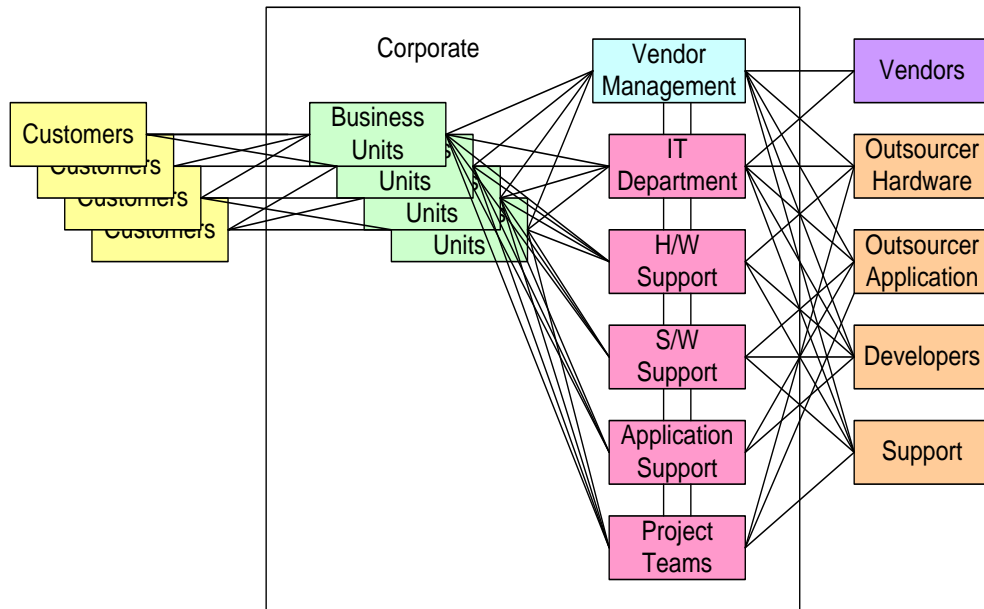 Corporate
Customers
Customers
Customers
Customers
Business
Units
Units
Units
Units
Vendor
Management
IT
Department
H/W
Support
S/W
Support
Application
Support
Project
Teams
Vendors
Outsourcer
Hardware
Outsourcer
Application
Developers
Support